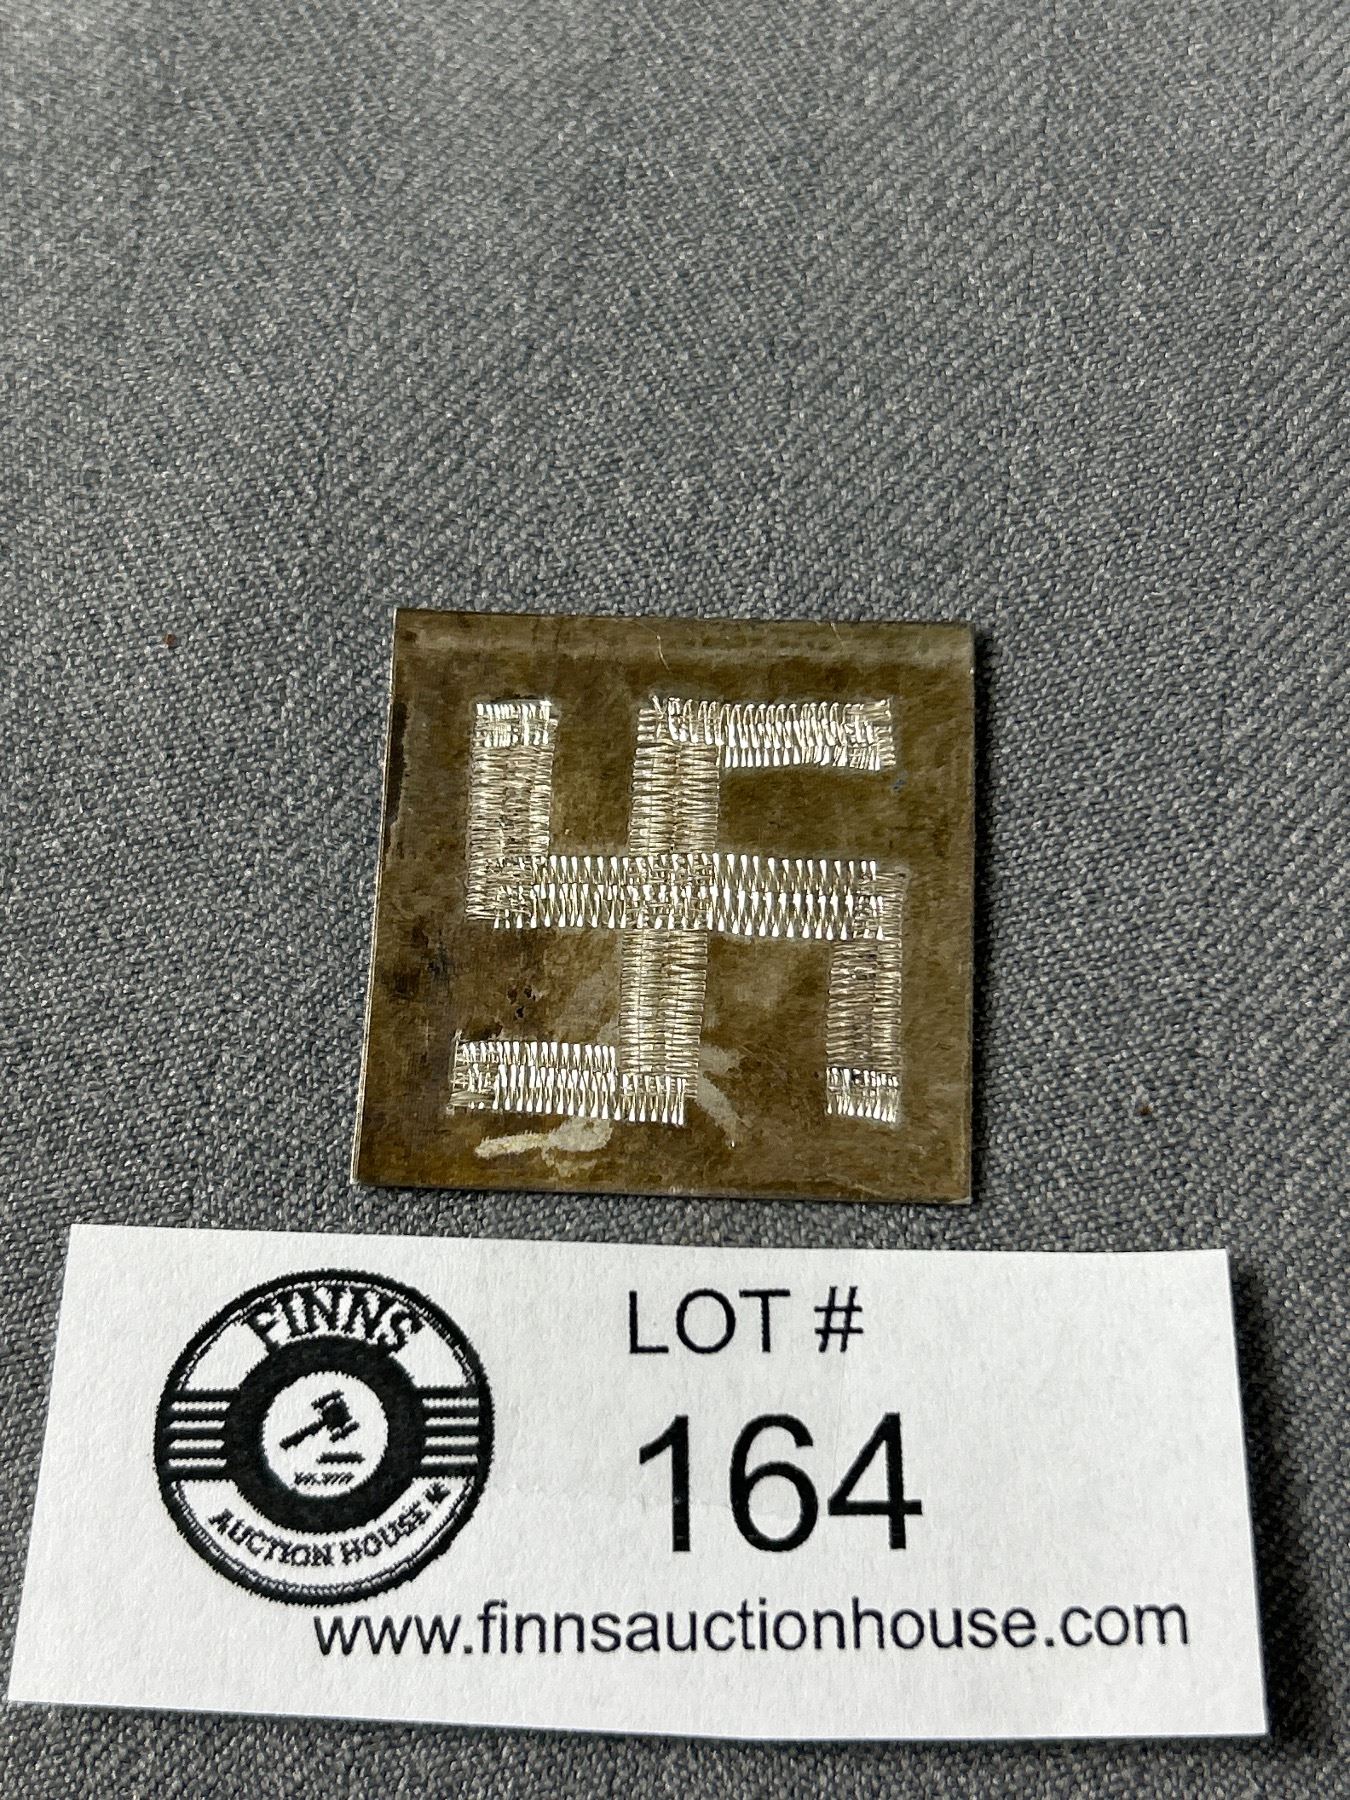 FINNS
AUCTION HOUSE
LOT #
164
www.finnsauctionhouse.com